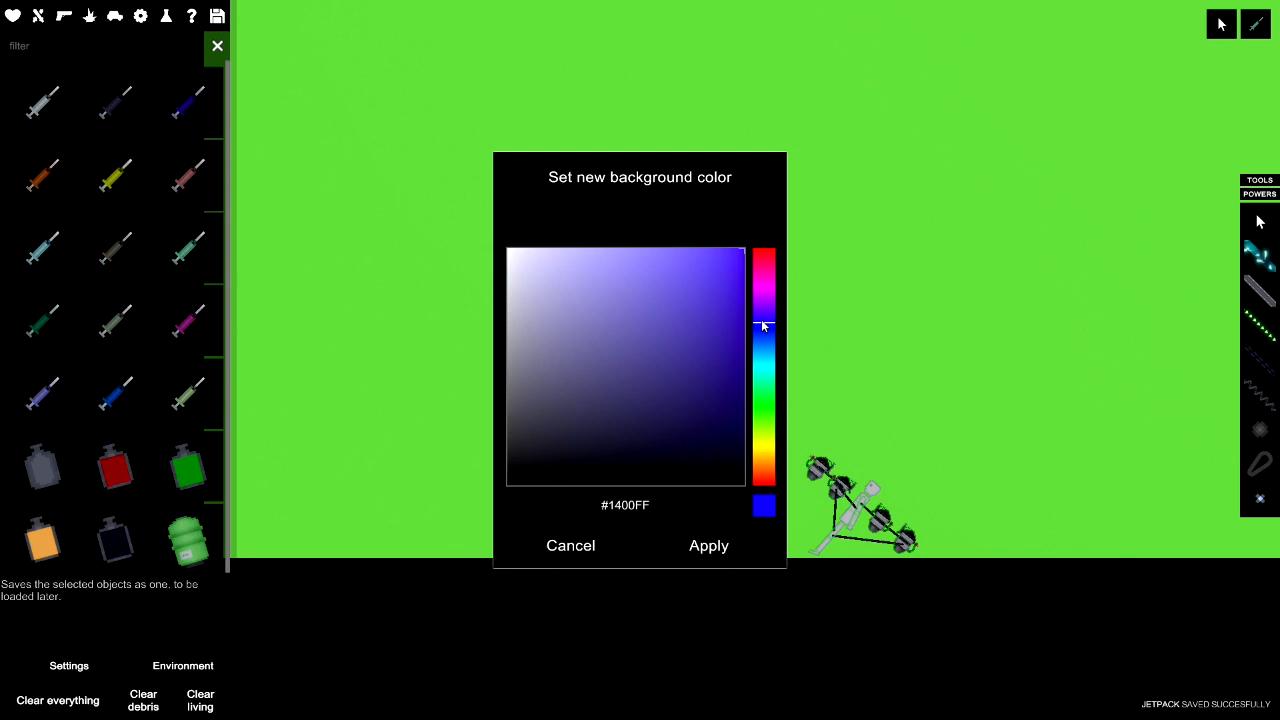 filter
TOOLS
POWERS
Set new background color
#1400FF
Cancel Apply
Saves the selected objects as one, to be
loaded later.
Settings Environment
Clear everything Clear debris Clear living
JETPACK SAVED SUCCESFULLY